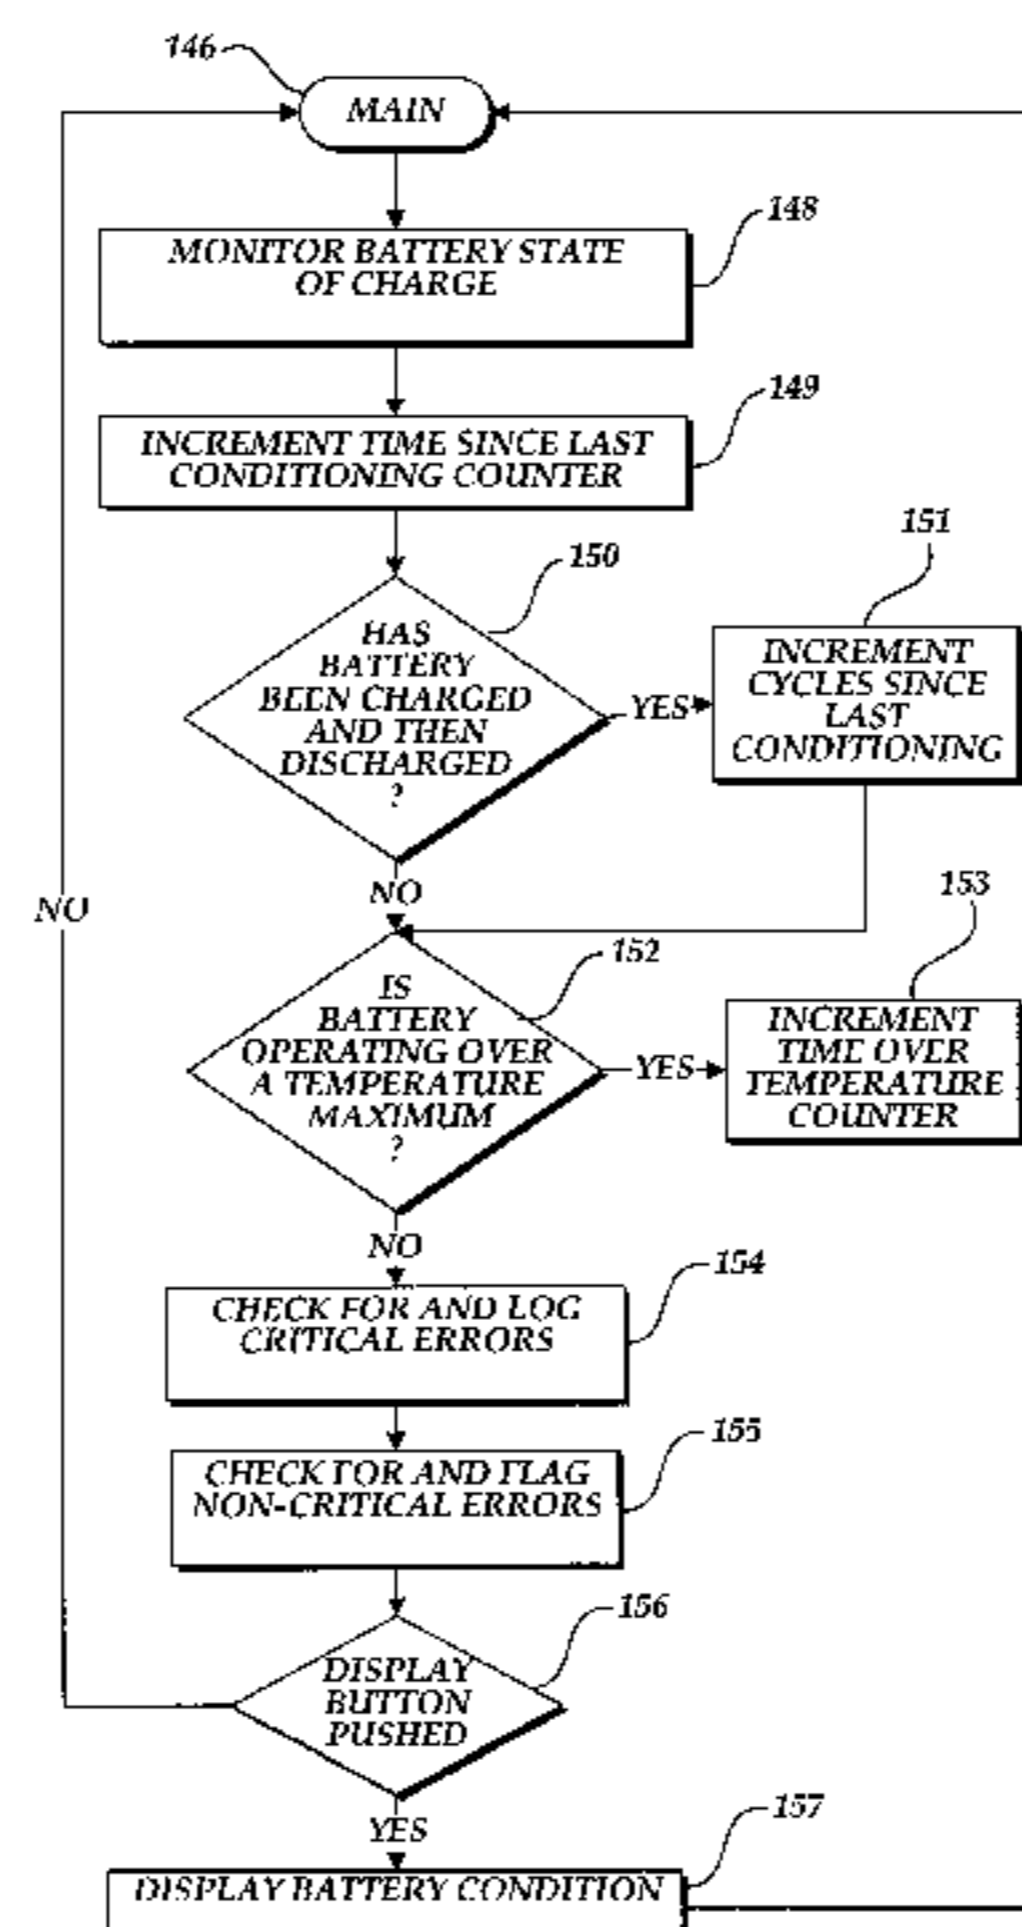 146
MAIN
148
MONITOR BATTERY STATE
OF CHARGE
149
INCREMENT TIME SINCE LAST
CONDITIONING COUNTER
150
HAS
BATTERY
BEEN CHARGED
AND THEN
DISCHARGED
?
YES
151
INCREMENT
CYCLES SINCE
LAST
CONDITIONING
NO
NO
152
IS
BATTERY
OPERATING OVER
A TEMPERATURE
MAXIMUM
?
YES
153
INCREMENT
TIME OVER
TEMPERATURE
COUNTER
NO
154
CHECK FOR AND LOG
CRITICAL ERRORS
155
CHECK FOR AND FLAG
NON-CRITICAL ERRORS
156
DISPLAY
BUTTON
PUSHED
YES
157
DISPLAY BATTERY CONDITION